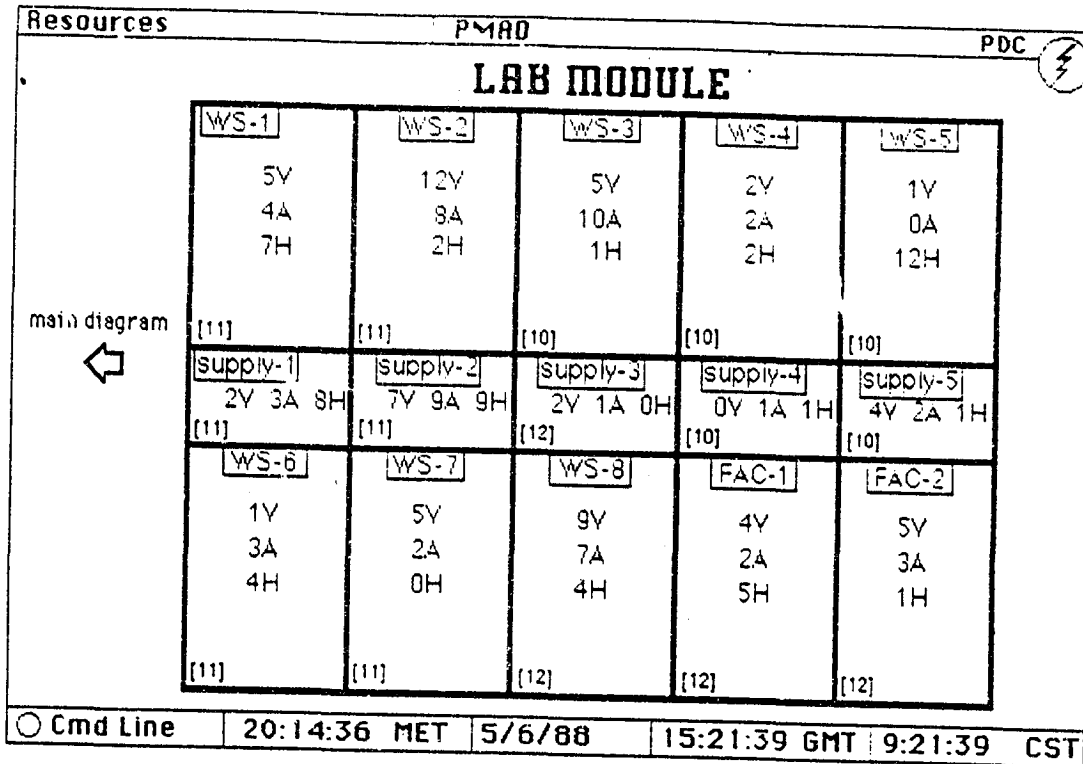 Resources PMAD PDC
LAB MODULE
WS-1 WS-2 WS-3 WS-4 WS-5
5V 12V 5V 2V 1V
4A 8A 10A 2A 0A
7H 2H 1H 2H 12H
main diagram
[11] [11] [10] [10] [10]
supply-1 supply-2 supply-3 supply-4 supply-5
2V 3A 8H 7V 9A 9H 2V 1A 0H 0V 1A 1H 4V 2A 1H
[11] [11] [12] [10] [10]
WS-6 WS-7 WS-8 FAC-1 FAC-2
1V 5V 9V 4V 5V
3A 2A 7A 2A 3A
4H 0H 4H 5H 1H
[11] [11] [12] [12] [12]
Cmd Line 20:14:36 MET 5/6/88 15:21:39 GMT 9:21:39 CST